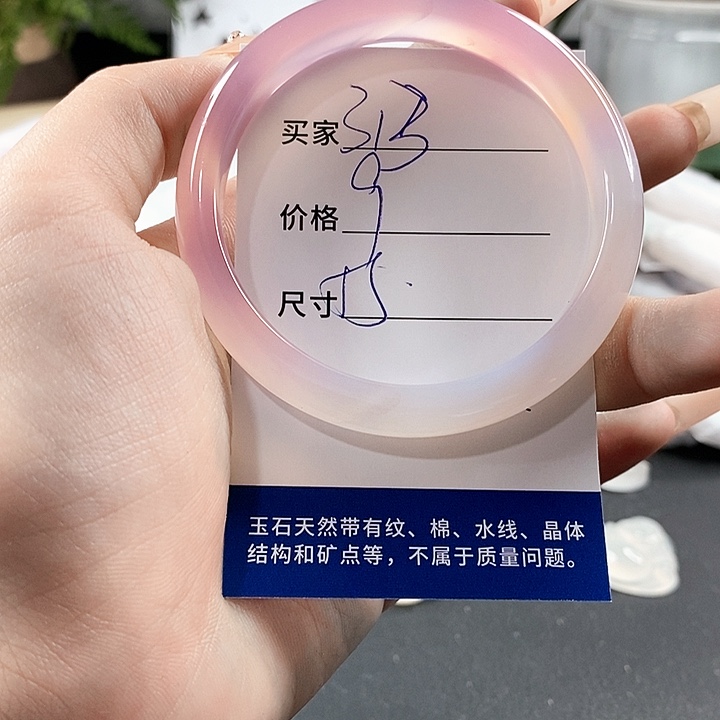 买家
价格
尺寸
玉石天然带有纹、棉、水线、晶体
结构和矿点等，不属于质量问题。